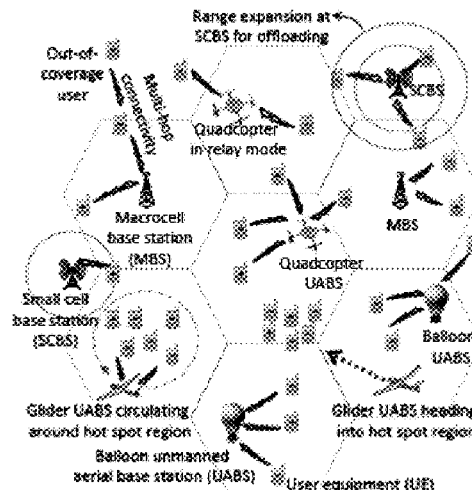 Range expansion at
SCBS for offloading
Out-of-
coverage
user
Multi-hop
connectivity
SCBS
Quadcopter
in relay mode
Macrocell
base station
(MBS)
MBS
Quadcopter
UABS
Small cell
base station
(SCBS)
Balloon
UABS
Glider UABS circulating
around hot spot region
Glider UABS heading
into hot spot region
Balloon unmanned
aerial base station (UABS)
User equipment (UE)